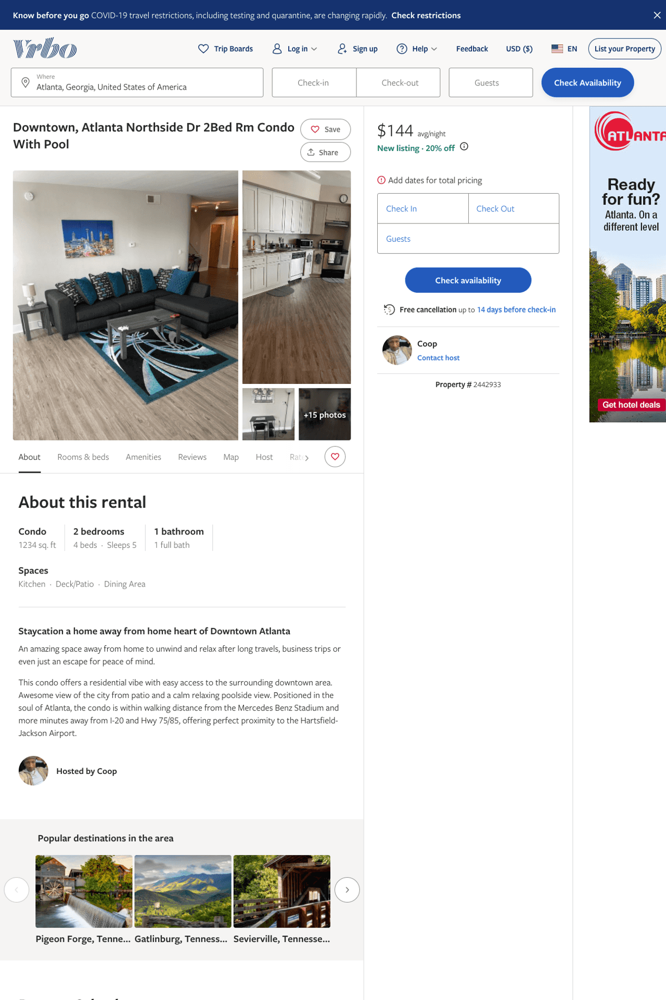 Know before you go COVID-19 travel restrictions, including testing and quarantine, are changing rapidly. Check restrictions
Vrbo
Trip Boards
Log in
Sign up
Help
Feedback
USD ($)
EN
List your Property
Where
Atlanta, Georgia, United States of America
Check-in
Check-out
Guests
Check Availability
Downtown, Atlanta Northside Dr 2Bed Rm Condo
With Pool
Save
Share
+15 photos
About
Rooms & beds
Amenities
Reviews
Map
Host
About this rental
Condo
1234 sq. ft
2 bedrooms
4 beds · Sleeps 5
1 bathroom
1 full bath
Spaces
Kitchen · Deck/Patio · Dining Area
Staycation a home away from home heart of Downtown Atlanta
An amazing space away from home to unwind and relax after long travels, business trips or
even just an escape for peace of mind.
This condo offers a residential vibe with easy access to the surrounding downtown area.
Awesome view of the city from patio and a calm relaxing poolside view. Positioned in the
soul of Atlanta, the condo is within walking distance from the Mercedes Benz Stadium and
more minutes away from I-20 and Hwy 75/85, offering perfect proximity to the Hartsfield-
Jackson Airport.
Hosted by Coop
Popular destinations in the area
Pigeon Forge, Tenne...
Gatlinburg, Tenness...
Sevierville, Tennesse...
$144 avg/night
New listing · 20% off
Add dates for total pricing
Check In
Check Out
Guests
Check availability
Free cancellation up to 14 days before check-in
Coop
Contact host
Property # 2442933
ATLANTA
Ready
for fun?
Atlanta. On a
different level
Get hotel deals